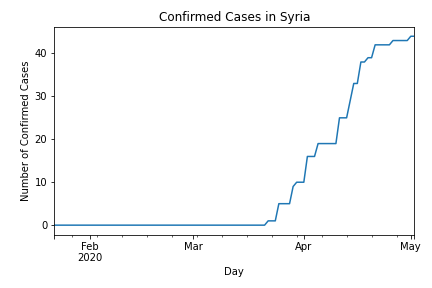 Confirmed Cases in Syria
Number of Confirmed Cases
40
30
20
10
0
Feb
2020
Mar
Apr
May
Day